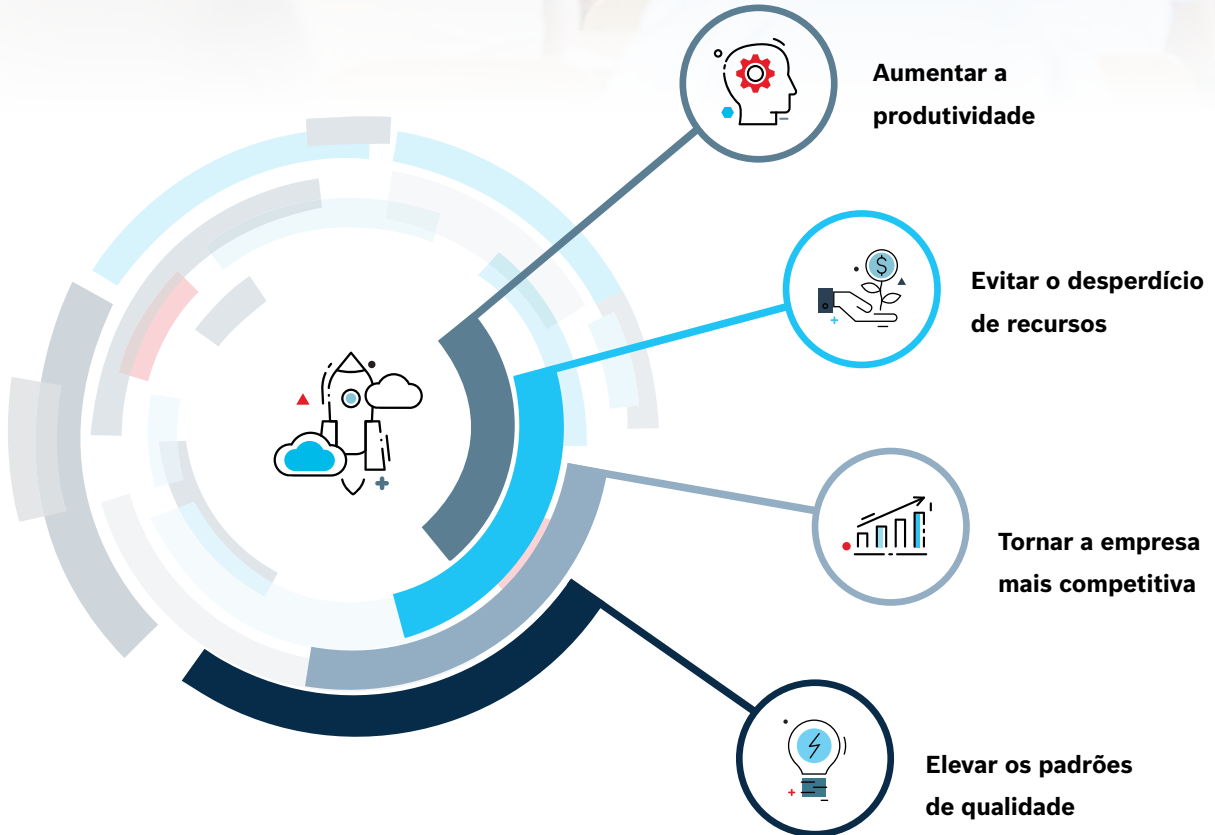 Aumentar a
produtividade
Evitar o desperdício
de recursos
Tornar a empresa
mais competitiva
Elevar os padrões
de qualidade